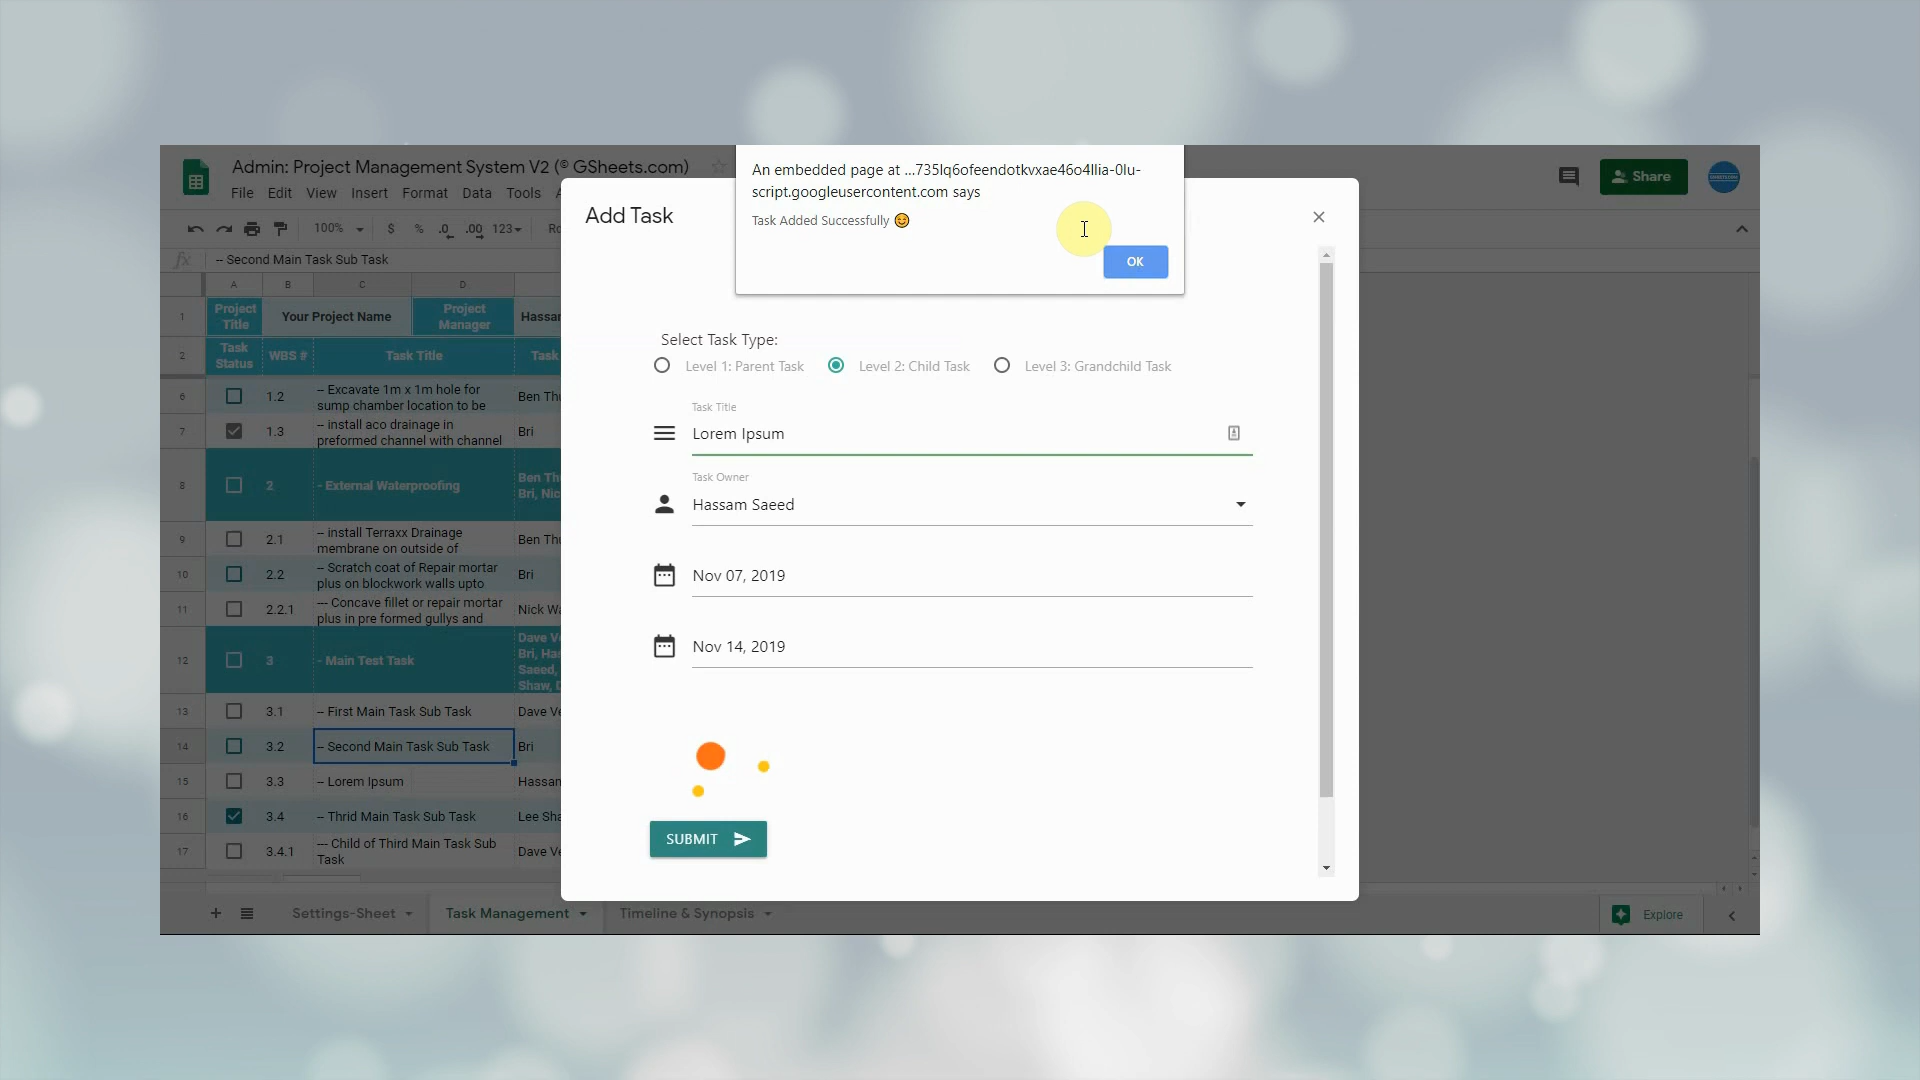 Admin: Project Management System V2 (© GSheets.com)
File Edit View Insert Format Data Tools
Share
100% $ % .0 .00 123
fx -- Second Main Task Sub Task
A B C D
1 Project Title Your Project Name Project Manager
2 Task Status WBS # Task Title Task
6 1.2 -- Excavate 1m x 1m hole for
sump chamber location to be
7 1.3 -- install aco drainage in Bri
preformed channel with channel
8 2 - External Waterproofing
9 2.1 -- install Terraxx Drainage
membrane on outside of
10 2.2 -- Scratch coat of Repair mortar Bri
plus on blockwork walls upto
11 2.2.1 --- Concave fillet or repair mortar
plus in pre formed gullys and
12 3 - Main Test Task
13 3.1 -- First Main Task Sub Task
14 3.2 -- Second Main Task Sub Task Bri
15 3.3 -- Lorem Ipsum
16 3.4 -- Thrid Main Task Sub Task
17 3.4.1 --- Child of Third Main Task Sub
Task
Settings-Sheet Task Management Timeline & Synopsis
Explore
Add Task
An embedded page at ...735lq6ofeendotkvxae46o4llia-0lu-
script.googleusercontent.com says
Task Added Successfully 😊
OK
Select Task Type:
Level 1: Parent Task Level 2: Child Task Level 3: Grandchild Task
Task Title
Lorem Ipsum
Task Owner
Hassam Saeed
Nov 07, 2019
Nov 14, 2019
SUBMIT